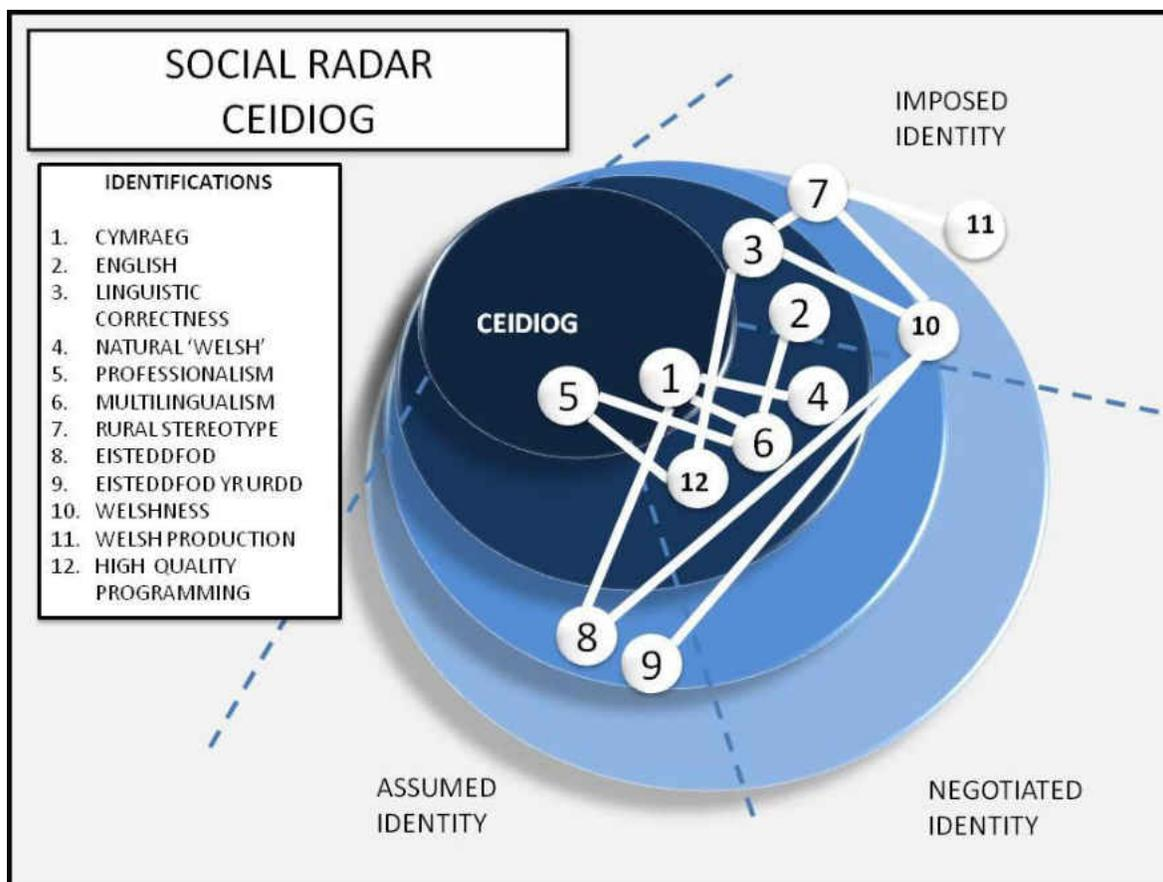 SOCIAL RADAR
CEIDIOG
IDENTIFICATIONS
1. CYMRAEG
2. ENGLISH
3. LINGUISTIC
CORRECTNESS
4. NATURAL ‘WELSH’
5. PROFESSIONALISM
6. MULTILINGUALISM
7. RURAL STEREOTYPE
8. EISTEDDFOD
9. EISTEDDFOD YR URDD
10. WELSHNESS
11. WELSH PRODUCTION
12. HIGH QUALITY
PROGRAMMING
IMPOSED
IDENTITY
7
11
3
2
10
CEIDIOG
1
5
4
6
12
8
9
ASSUMED
IDENTITY
NEGOTIATED
IDENTITY